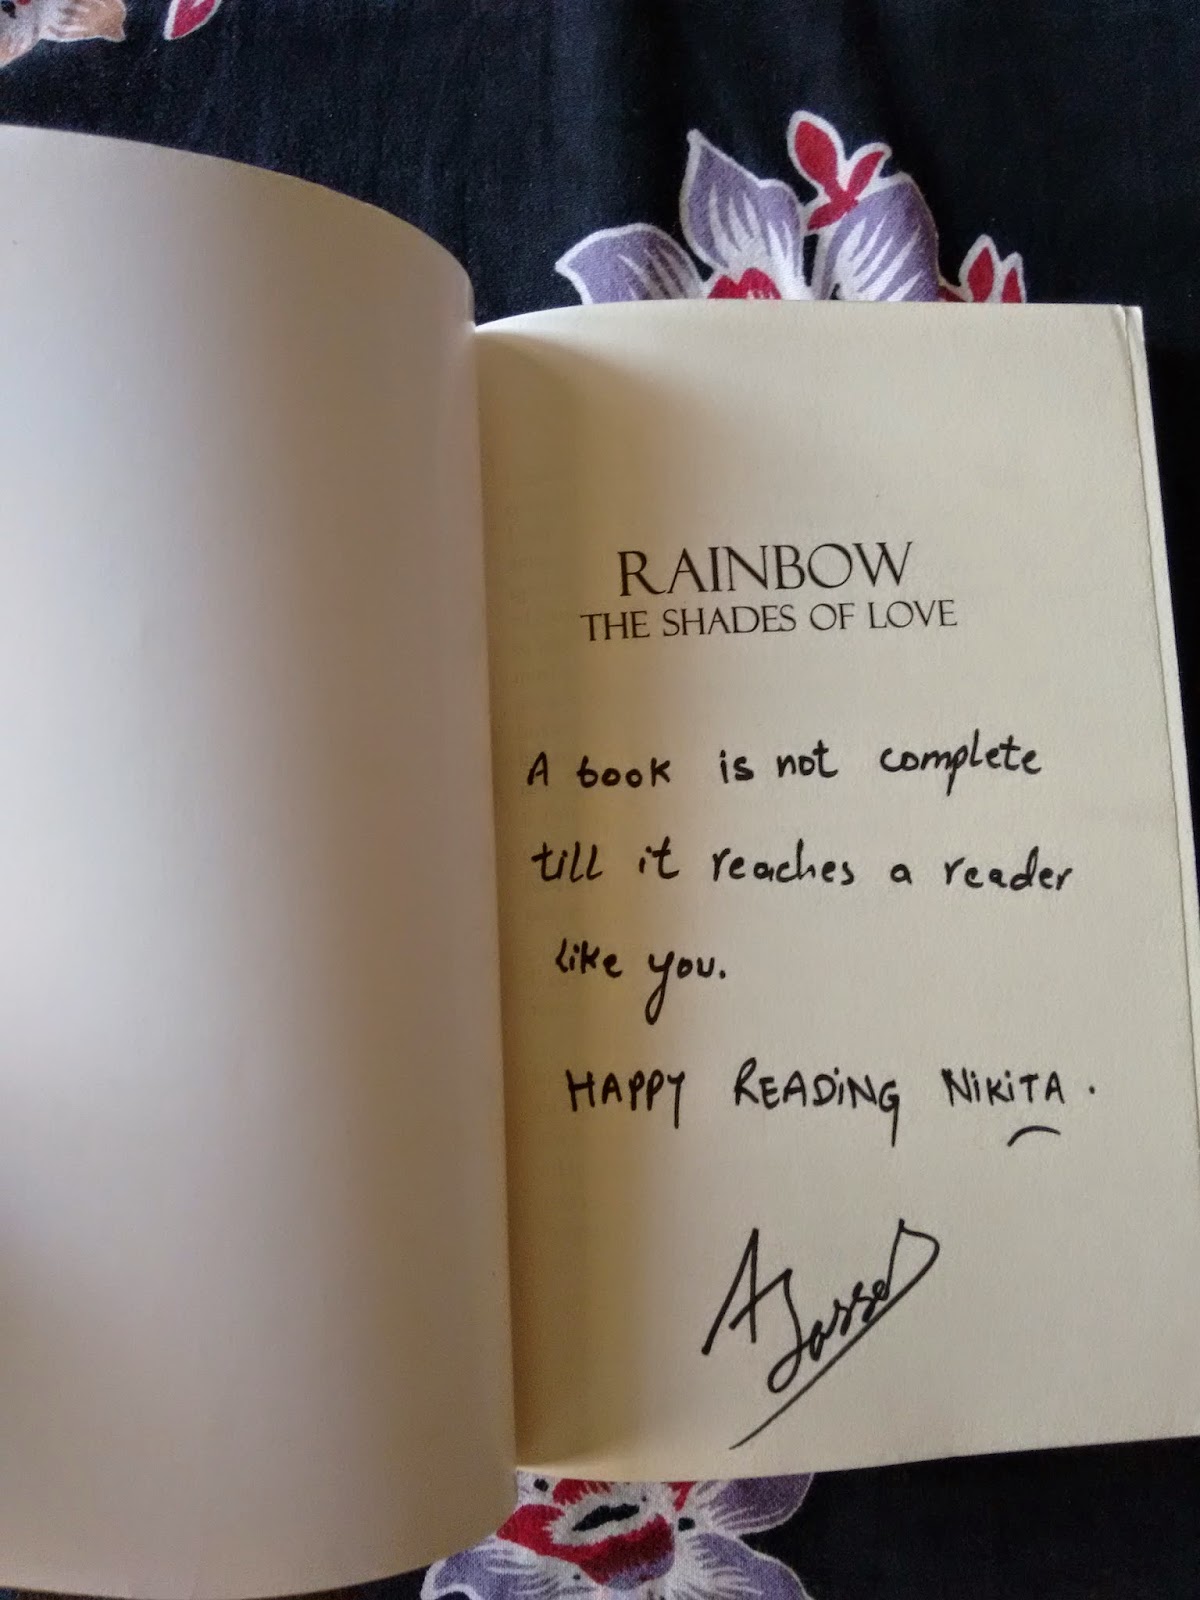 RAINBOW
THE SHADES OF LOVE
A book is not complete
till it reaches a reader
like you.
HAPPY READING NIKITA.